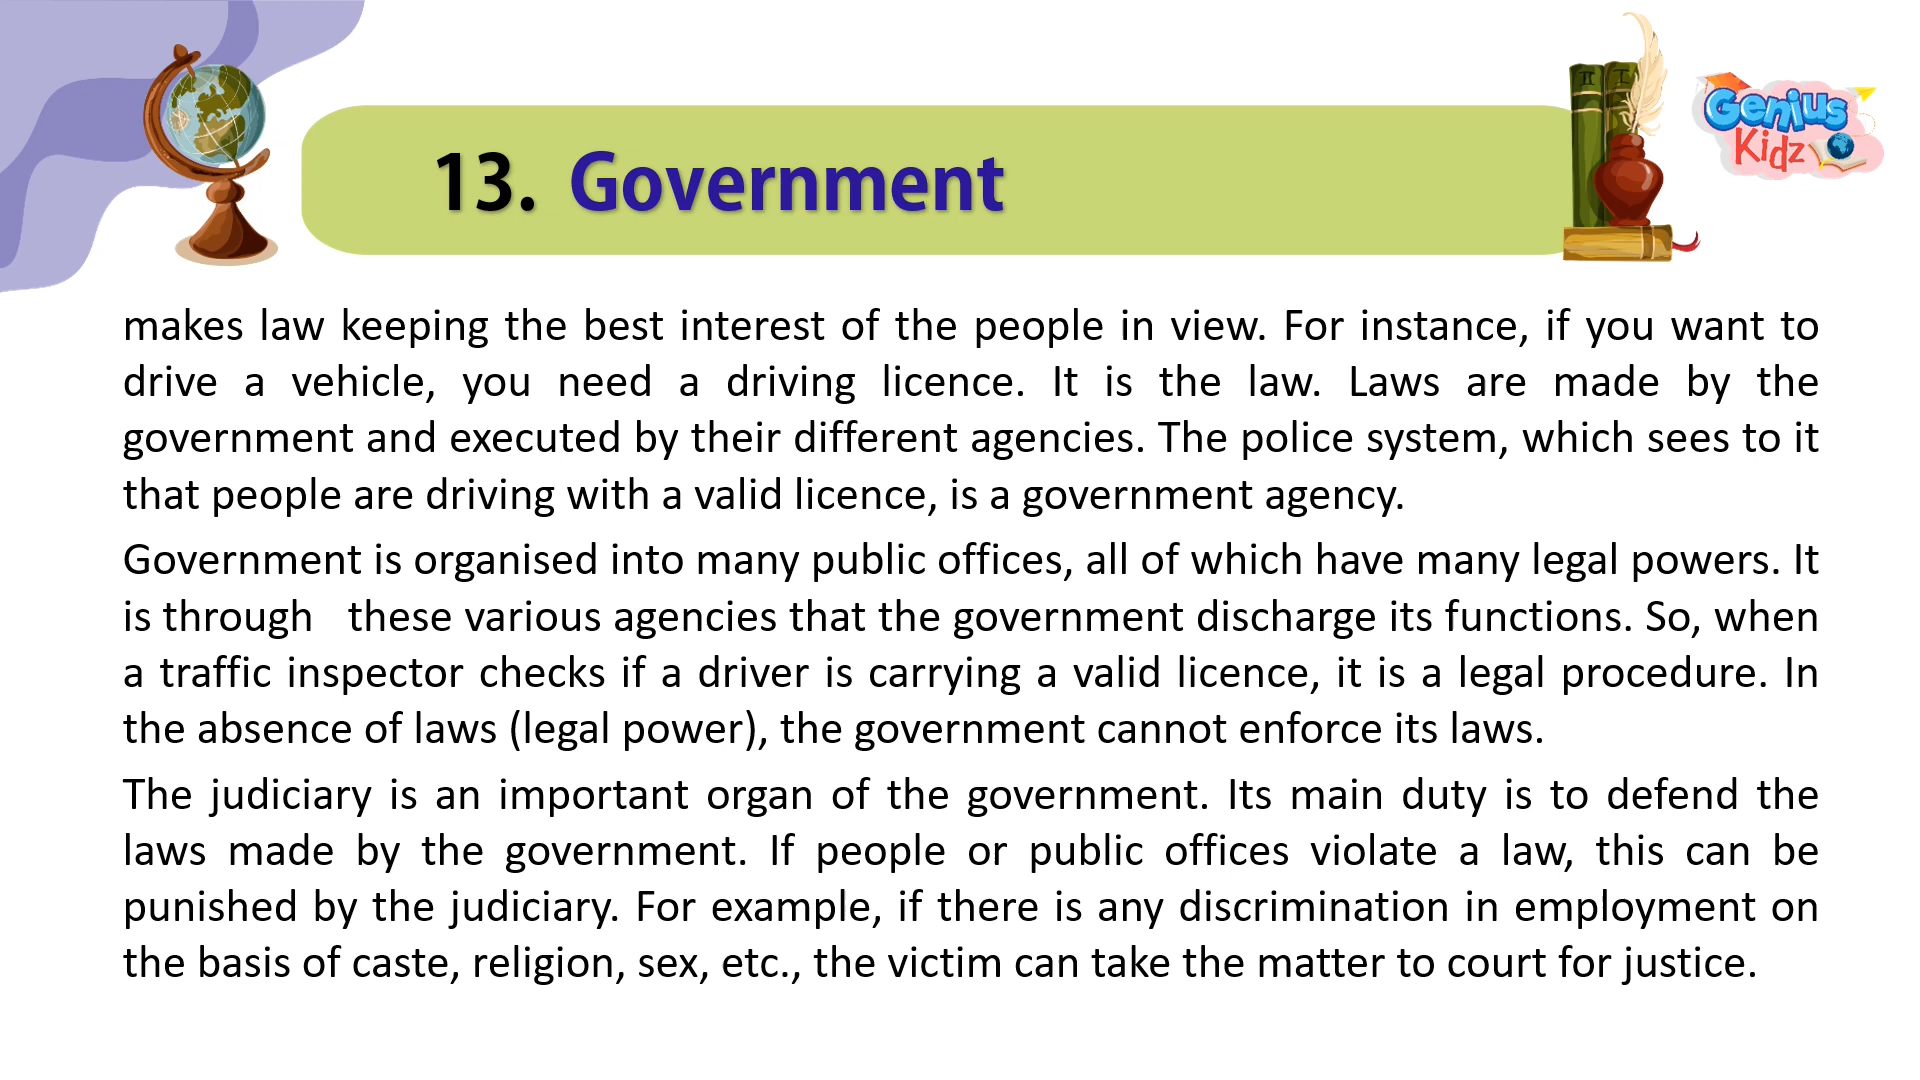 13. Government
Genius
Kidz
II I
makes law keeping the best interest of the people in view. For instance, if you want to
drive a vehicle, you need a driving licence. It is the law. Laws are made by the
government and executed by their different agencies. The police system, which sees to it
that people are driving with a valid licence, is a government agency.
Government is organised into many public offices, all of which have many legal powers. It
is through these various agencies that the government discharge its functions. So, when
a traffic inspector checks if a driver is carrying a valid licence, it is a legal procedure. In
the absence of laws (legal power), the government cannot enforce its laws.
The judiciary is an important organ of the government. Its main duty is to defend the
laws made by the government. If people or public offices violate a law, this can be
punished by the judiciary. For example, if there is any discrimination in employment on
the basis of caste, religion, sex, etc., the victim can take the matter to court for justice.